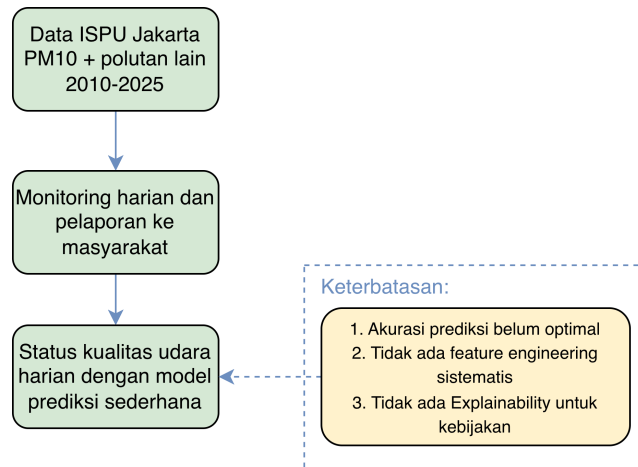 Data ISPU Jakarta
PM10 + polutan lain
2010-2025
Monitoring harian dan
pelaporan ke
masyarakat
Status kualitas udara
harian dengan model
prediksi sederhana
Keterbatasan:
1. Akurasi prediksi belum optimal
2. Tidak ada feature engineering
sistematis
3. Tidak ada Explainability untuk
kebijakan